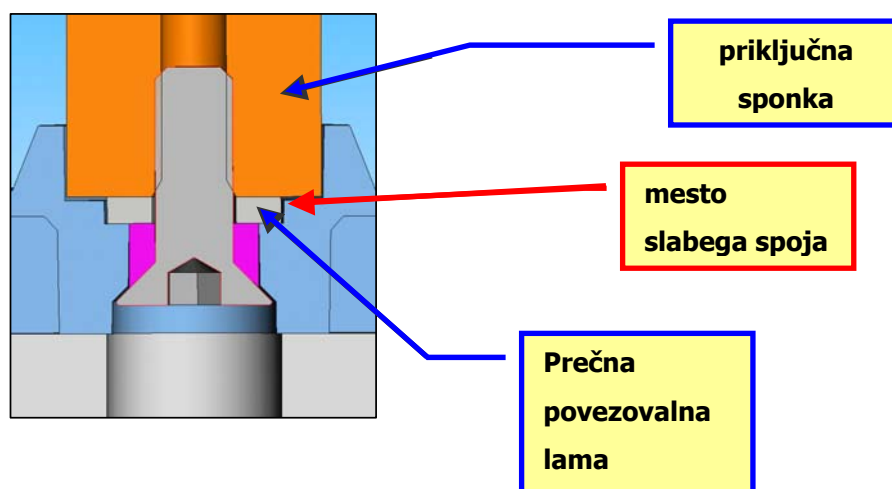 priključna
sponka
mesto
slabega spoja
Prečna
povezovalna
lama